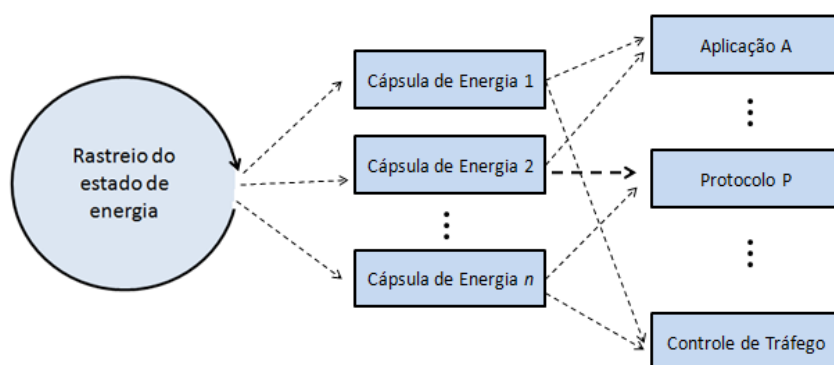 Rastreio do
estado de
energia
Cápsula de Energia 1
Cápsula de Energia 2
Cápsula de Energia n
Aplicação A
Protocolo P
Controle de Tráfego